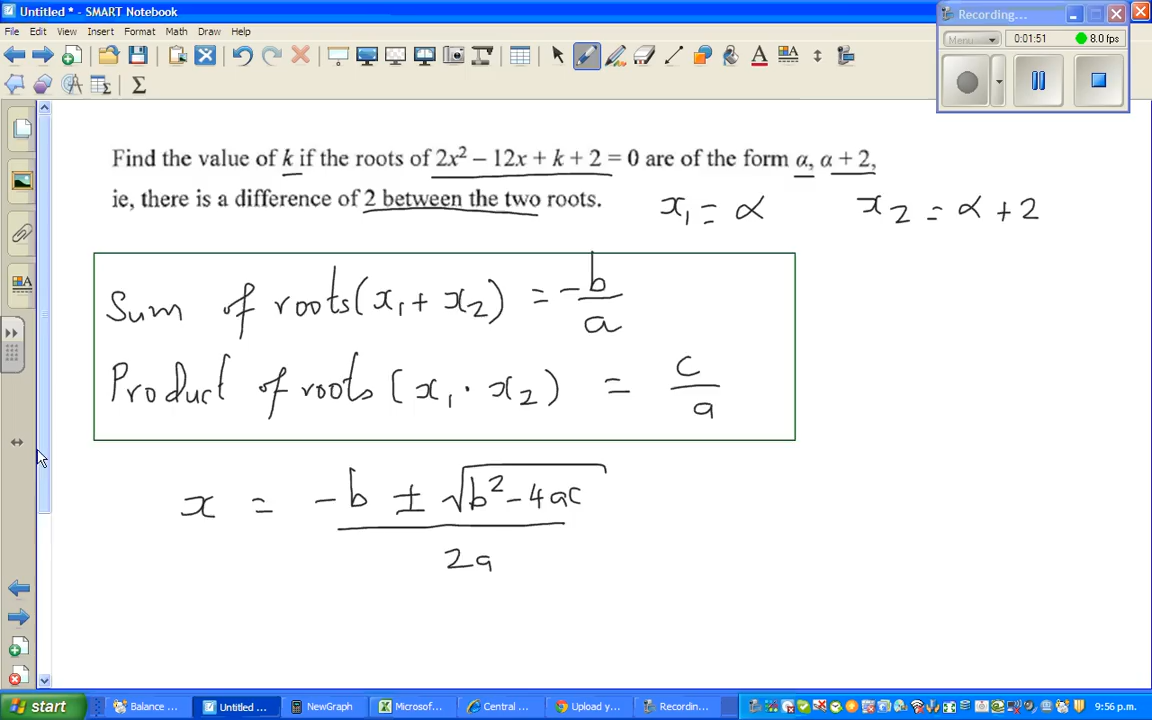 Untitled * - SMART Notebook
Recording...
File Edit View Insert Format Math Draw Help
Menu 0:01:51 8.0 fps
Find the value of k if the roots of 2x² – 12x + k + 2 = 0 are of the form α, α + 2,
ie, there is a difference of 2 between the two roots.
x₁ = α x₂ = α + 2
Sum of roots (x₁ + x₂) = -b/a
Product of roots (x₁ · x₂) = c/a
x = -b ± √b² - 4ac / 2a
start Balance ... Untitled ... NewGraph Microsof... Central ... Upload y... Recordin... 9:56 p.m.